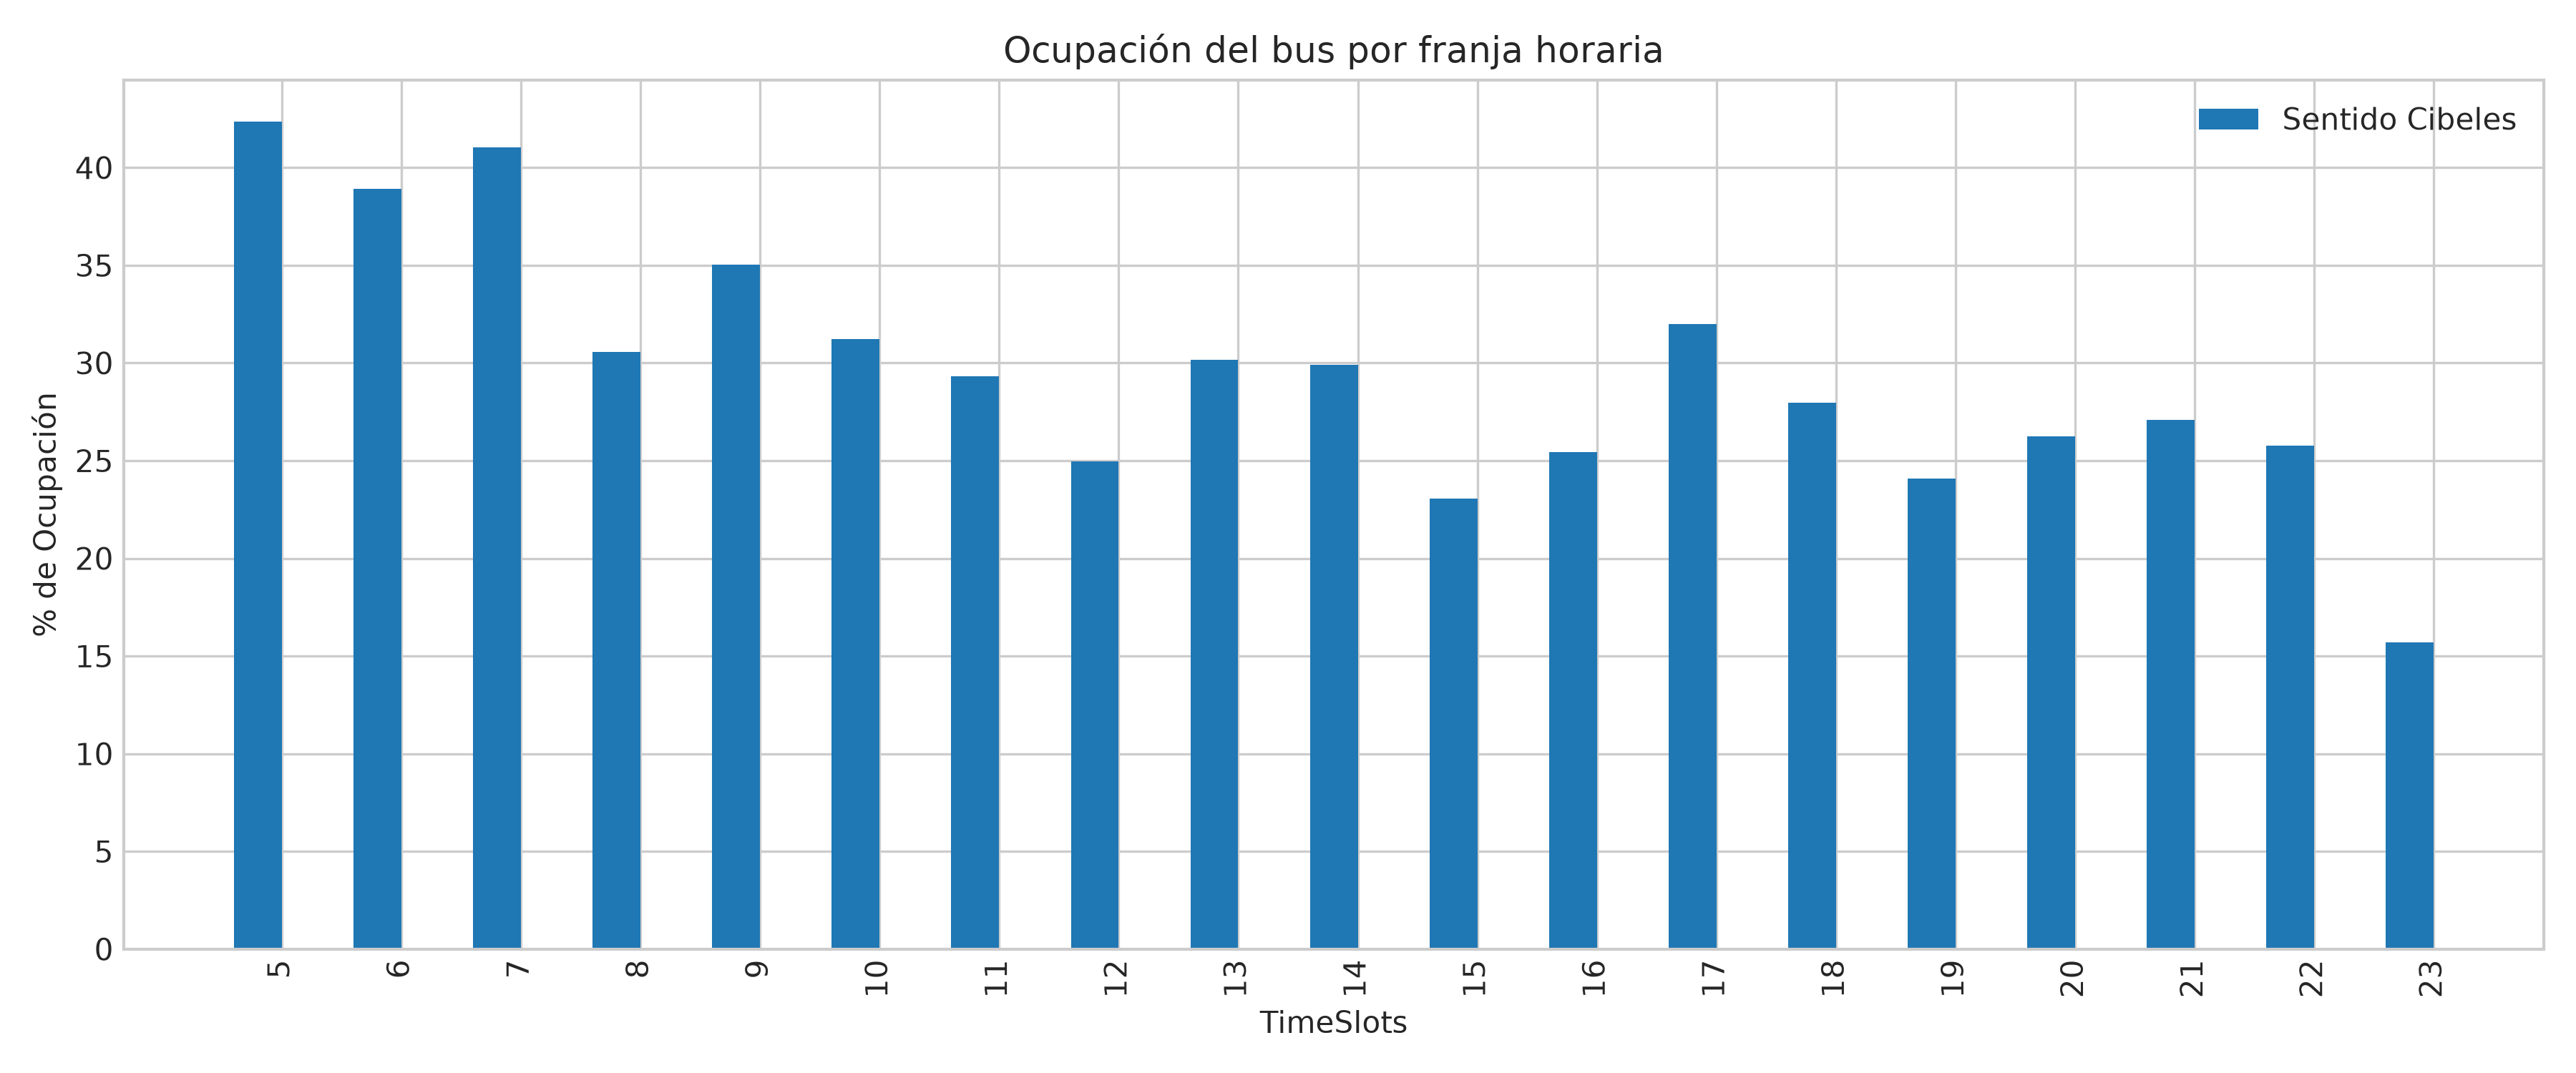 Ocupación del bus por franja horaria
Sentido Cibeles
% de Ocupación
40
35
30
25
20
15
10
5
0
5 6 7 8 9 10 11 12 13 14 15 16 17 18 19 20 21 22 23
TimeSlots